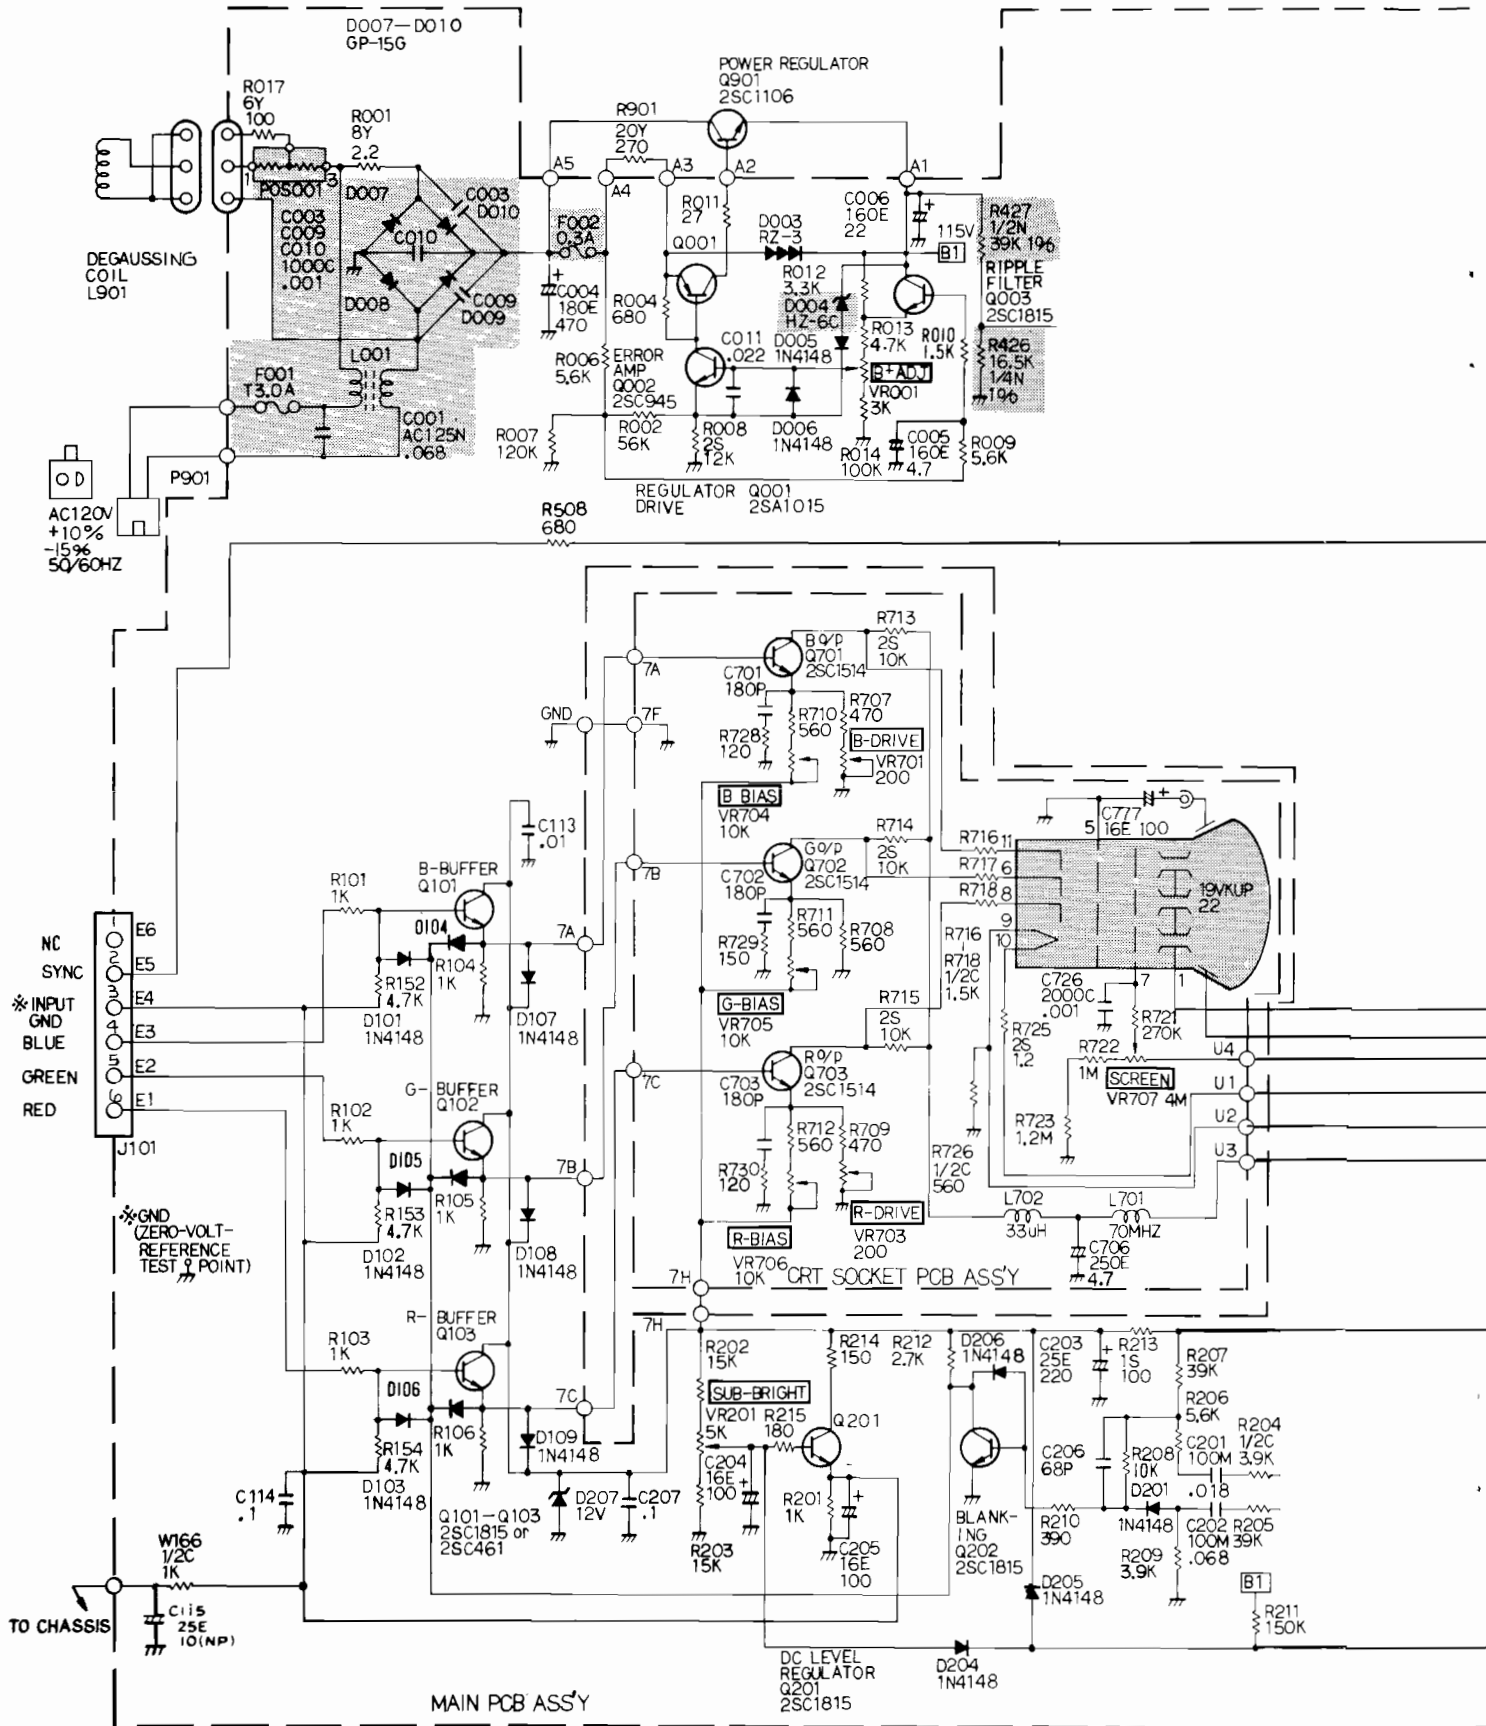 D007—D010
GP-15G
POWER REGULATOR
Q901
2SC1106
R017
6Y
100
R001
8Y
2.2
R901
20Y
270
A5
A4
A3
A2
A1
1
3
POS001
D007
C003
D010
C003
C009
C010
1000C
.001
C010
D008
C009
D009
DEGAUSSING
COIL
L901
F002
0.3A
R011
27
Q001
D003
RZ-3
C006
160E
22
115V
B1
R427
1/2N
39K 1%
RIPPLE
FILTER
Q003
2SC1815
R012
3.3K
D004
HZ-6C
C004
180E
470
R004
680
C011
.022
D005
1N4148
R013
4.7K
R010
1.5K
R426
16.5K
1/4N
1%
L001
F001
T3.0A
R006
5.6K
ERROR
AMP
Q002
2SC945
B+ADJ
VR001
3K
C001
AC125N
.068
R007
120K
R002
56K
R008
2S
12K
D006
1N4148
R014
100K
C005
160E
4.7
R009
5.6K
P901
REGULATOR
DRIVE
Q001
2SA1015
AC120V
+10%
-15%
50/60HZ
R508
680
7A
B O/P
Q701
2SC1514
R713
2S
10K
C701
180P
GND
7F
R710
560
R707
470
R728
120
B-DRIVE
VR701
200
B BIAS
VR704
10K
C113
.01
7B
G O/P
Q702
2SC1514
R714
2S
10K
C702
180P
R716
11
R717
6
R718
8
9
10
5
C777
16E 100
19VKUP
22
B-BUFFER
Q101
R101
1K
D104
7A
R711
560
R708
560
R729
150
R716
R718
1/2C
1.5K
C726
2000C
.001
7
1
R104
1K
R152
4.7K
D101
1N4148
D107
1N4148
G-BIAS
VR705
10K
R715
2S
10K
R725
2S
1.2
R721
270K
R722
1M
SCREEN
VR707 4M
U4
U1
U2
U3
1
E6
NC
2
SYNC
E5
3
※INPUT
GND
E4
4
BLUE
E3
5
GREEN
E2
6
RED
E1
J101
7C
R O/P
Q703
2SC1514
C703
180P
G- BUFFER
Q102
R102
1K
D105
7B
R712
560
R709
470
R730
120
R726
1/2C
560
R723
1.2M
R105
1K
R153
4.7K
D102
1N4148
D108
1N4148
※GND
(ZERO-VOLT-
REFERENCE
TEST POINT)
R-DRIVE
VR703
200
R-BIAS
VR706
10K
L702
33uH
L701
70MHZ
C706
250E
4.7
7H
CRT SOCKET PCB ASS'Y
R- BUFFER
Q103
7H
R103
1K
D106
7C
R202
15K
R214
150
R212
2.7K
D206
1N4148
C203
25E
220
R213
1S
100
R207
39K
SUB-BRIGHT
VR201
5K
R215
180
Q201
R206
5.6K
R204
1/2C
3.9K
R106
1K
D109
1N4148
R154
4.7K
D103
1N4148
C204
16E
100
C206
68P
R208
10K
C201
100M
.018
C114
.1
Q101—Q103
2SC1815 or
2SC461
D207
12V
C207
.1
R201
1K
BLANK-
ING
Q202
2SC1815
R210
390
D201
1N4148
C202
100M
.068
R205
39K
R203
15K
C205
16E
100
R209
3.9K
W166
1/2C
1K
D205
1N4148
B1
R211
150K
TO CHASSIS
C115
25E
10(NP)
DC LEVEL
REGULATOR
Q201
2SC1815
D204
1N4148
MAIN PCB ASS'Y